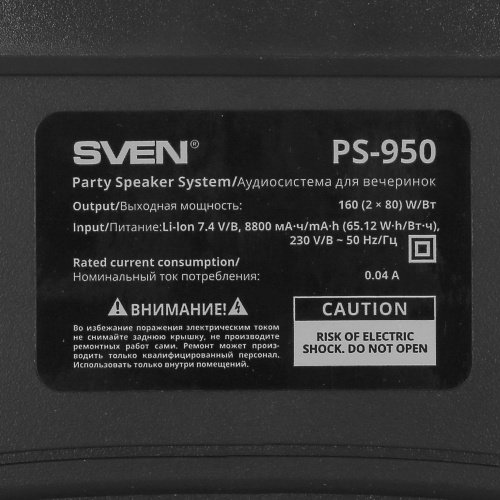 SVEN® PS-950
Party Speaker System/Аудиосистема для вечеринок
Output/Выходная мощность: 160 (2 × 80) W/Вт
Input/Питание:Li-Ion 7.4 V/В, 8800 мА·ч/mA·h (65.12 W·h/Вт·ч),
230 V/В ~ 50 Hz/Гц
Rated current consumption/
Номинальный ток потребления: 0.04 A
ВНИМАНИЕ!
Во избежание поражения электрическим током
не снимайте заднюю крышку, не производите
ремонтных работ сами. Ремонт может произ-
водить только квалифицированный персонал.
Использовать только внутри помещений.
CAUTION
RISK OF ELECTRIC
SHOCK. DO NOT OPEN